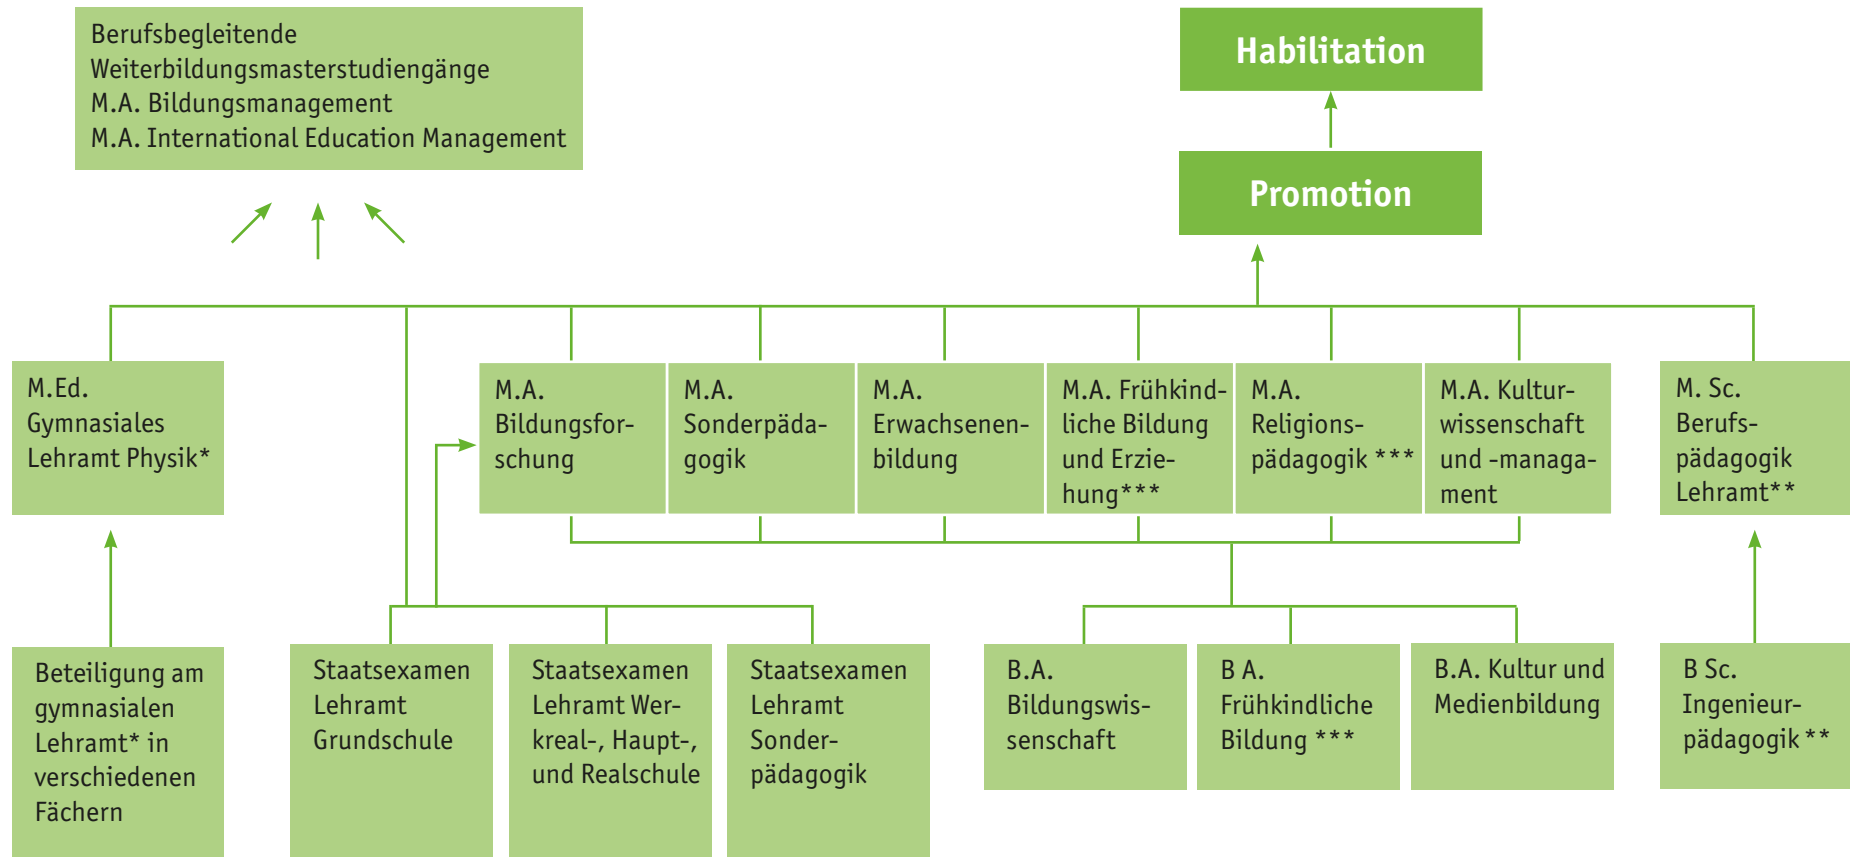 Berufsbegleitende
Weiterbildungsmasterstudiengänge
M.A. Bildungsmanagement
M.A. International Education Management
Habilitation
Promotion
M.Ed.
Gymnasiales
Lehramt Physik*
M.A.
Bildungsfor-
schung
M.A.
Sonderpäda-
gogik
M.A.
Erwachsenen-
bildung
M.A. Frühkind-
liche Bildung
und Erzie-
hung***
M.A.
Religions-
pädagogik ***
M.A. Kultur-
wissenschaft
und -managa-
ment
M. Sc.
Berufs-
pädagogik
Lehramt**
Beteiligung am
gymnasialen
Lehramt* in
verschiedenen
Fächern
Staatsexamen
Lehramt
Grundschule
Staatsexamen
Lehramt Wer-
kreal-, Haupt-,
und Realschule
Staatsexamen
Lehramt
Sonder-
pädagogik
B.A.
Bildungswis-
senschaft
B A.
Frühkindliche
Bildung ***
B.A. Kultur und
Medienbildung
B Sc.
Ingenieur-
pädagogik **